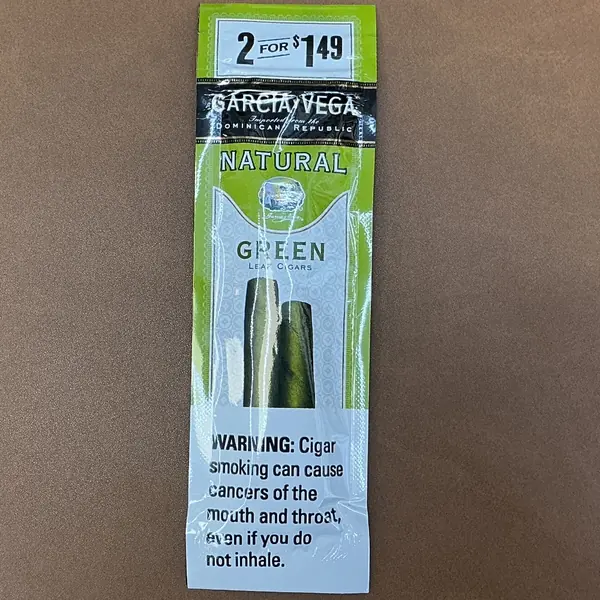 2 FOR $1.49
GARCIA Y VEGA
Imported from the
DOMINICAN REPUBLIC
NATURAL
GREEN
LEAF CIGARS
WARNING: Cigar
smoking can cause
cancers of the
mouth and throat,
even if you do
not inhale.